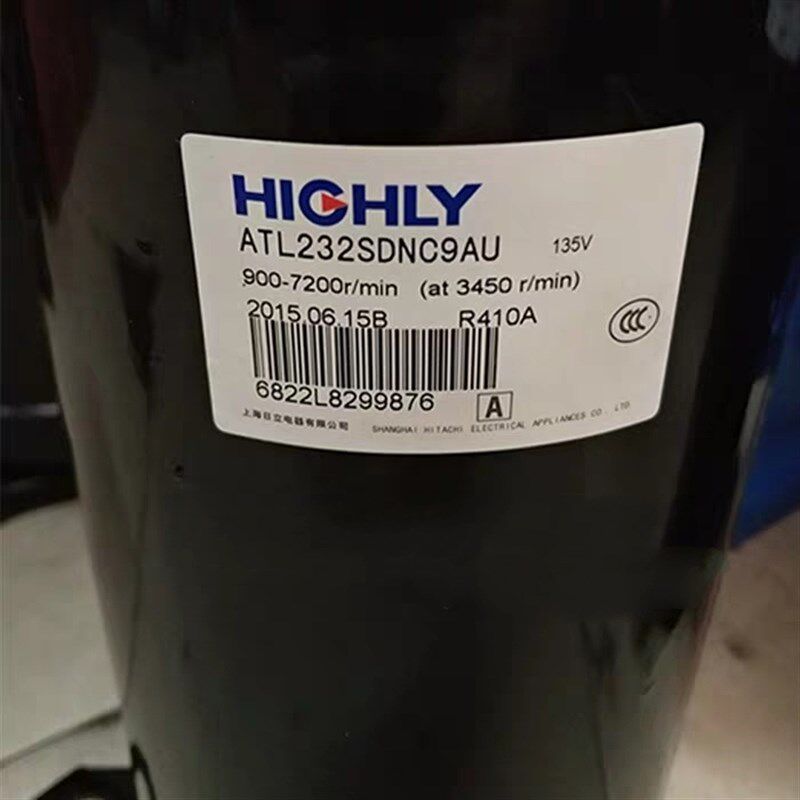 HIGHLY
ATL232SDNC9AU 135V
900-7200r/min (at 3450 r/min)
2015.06.15B R410A
CCC
6822L8299876 A
上海日立电器有限公司 SHANGHAI HITACHI ELECTRICAL APPLIANCES CO., LTD